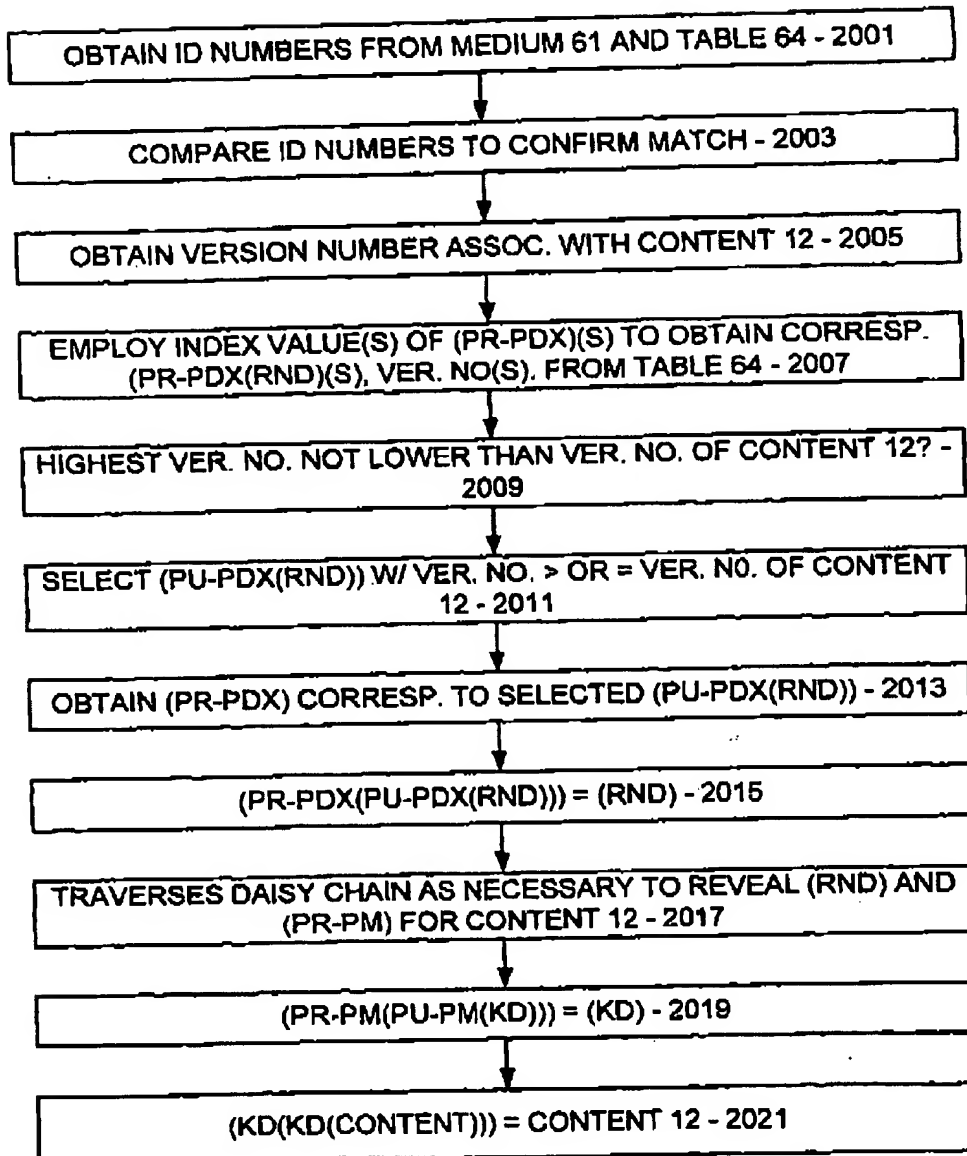 OBTAIN ID NUMBERS FROM MEDIUM 61 AND TABLE 64 - 2001
COMPARE ID NUMBERS TO CONFIRM MATCH - 2003
OBTAIN VERSION NUMBER ASSOC. WITH CONTENT 12 - 2005
EMPLOY INDEX VALUE(S) OF (PR-PDX)(S) TO OBTAIN CORRESP.
(PR-PDX(RND)(S), VER. NO(S). FROM TABLE 64 - 2007
HIGHEST VER. NO. NOT LOWER THAN VER. NO. OF CONTENT 12? -
2009
SELECT (PU-PDX(RND)) W/ VER. NO. > OR = VER. N0. OF CONTENT
12 - 2011
OBTAIN (PR-PDX) CORRESP. TO SELECTED (PU-PDX(RND)) - 2013
(PR-PDX(PU-PDX(RND))) = (RND) - 2015
TRAVERSES DAISY CHAIN AS NECESSARY TO REVEAL (RND) AND
(PR-PM) FOR CONTENT 12 - 2017
(PR-PM(PU-PM(KD))) = (KD) - 2019
(KD(KD(CONTENT))) = CONTENT 12 - 2021